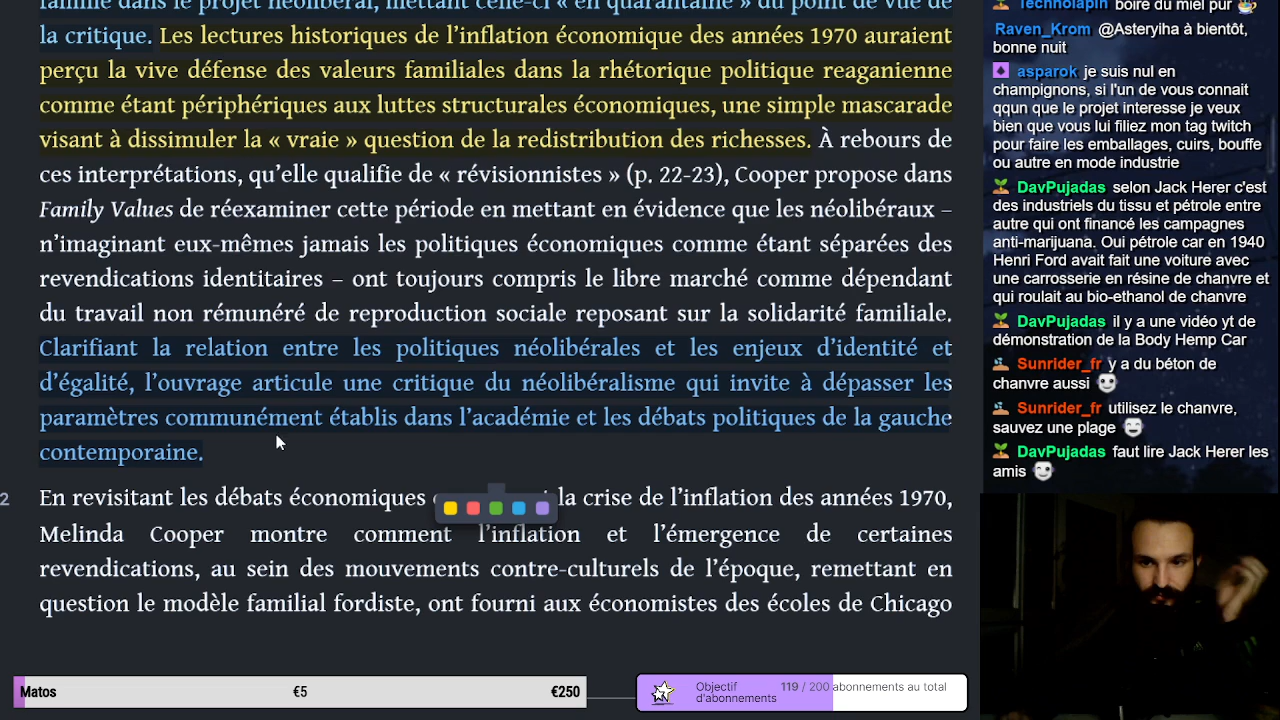 famille dans le projet néolibéral, mettant celle-ci « en quarantaine » du point de vue de
la critique. Les lectures historiques de l’inflation économique des années 1970 auraient
perçu la vive défense des valeurs familiales dans la rhétorique politique reaganienne
comme étant périphériques aux luttes structurales économiques, une simple mascarade
visant à dissimuler la « vraie » question de la redistribution des richesses. À rebours de
ces interprétations, qu’elle qualifie de « révisionnistes » (p. 22-23), Cooper propose dans
Family Values de réexaminer cette période en mettant en évidence que les néolibéraux –
n’imaginant eux-mêmes jamais les politiques économiques comme étant séparées des
revendications identitaires – ont toujours compris le libre marché comme dépendant
du travail non rémunéré de reproduction sociale reposant sur la solidarité familiale.
Clarifiant la relation entre les politiques néolibérales et les enjeux d’identité et
d’égalité, l’ouvrage articule une critique du néolibéralisme qui invite à dépasser les
paramètres communément établis dans l’académie et les débats politiques de la gauche
contemporaine.
2
En revisitant les débats économiques la crise de l’inflation des années 1970,
Melinda Cooper montre comment l’inflation et l’émergence de certaines
revendications, au sein des mouvements contre-culturels de l’époque, remettant en
question le modèle familial fordiste, ont fourni aux économistes des écoles de Chicago
Matos €5 €250
Objectif
d'abonnements
119 / 200 abonnements au total
Technolapin boire du miel pur
Raven_Krom @Asteryiha à bientôt,
bonne nuit
asparok je suis nul en
champignons, si l'un de vous connait
qqun que le projet interesse je veux
bien que vous lui filiez mon tag twitch
pour faire les emballages, cuirs, bouffe
ou autre en mode industrie
DavPujadas selon Jack Herer c'est
des industriels du tissu et pétrole entre
autre qui ont financé les campagnes
anti-marijuana. Oui pétrole car en 1940
Henri Ford avait fait une voiture avec
une carrosserie en résine de chanvre et
qui roulait au bio-ethanol de chanvre
DavPujadas il y a une vidéo yt de
démonstration de la Body Hemp Car
Sunrider_fr y a du béton de
chanvre aussi
Sunrider_fr utilisez le chanvre,
sauvez une plage
DavPujadas faut lire Jack Herer les
amis